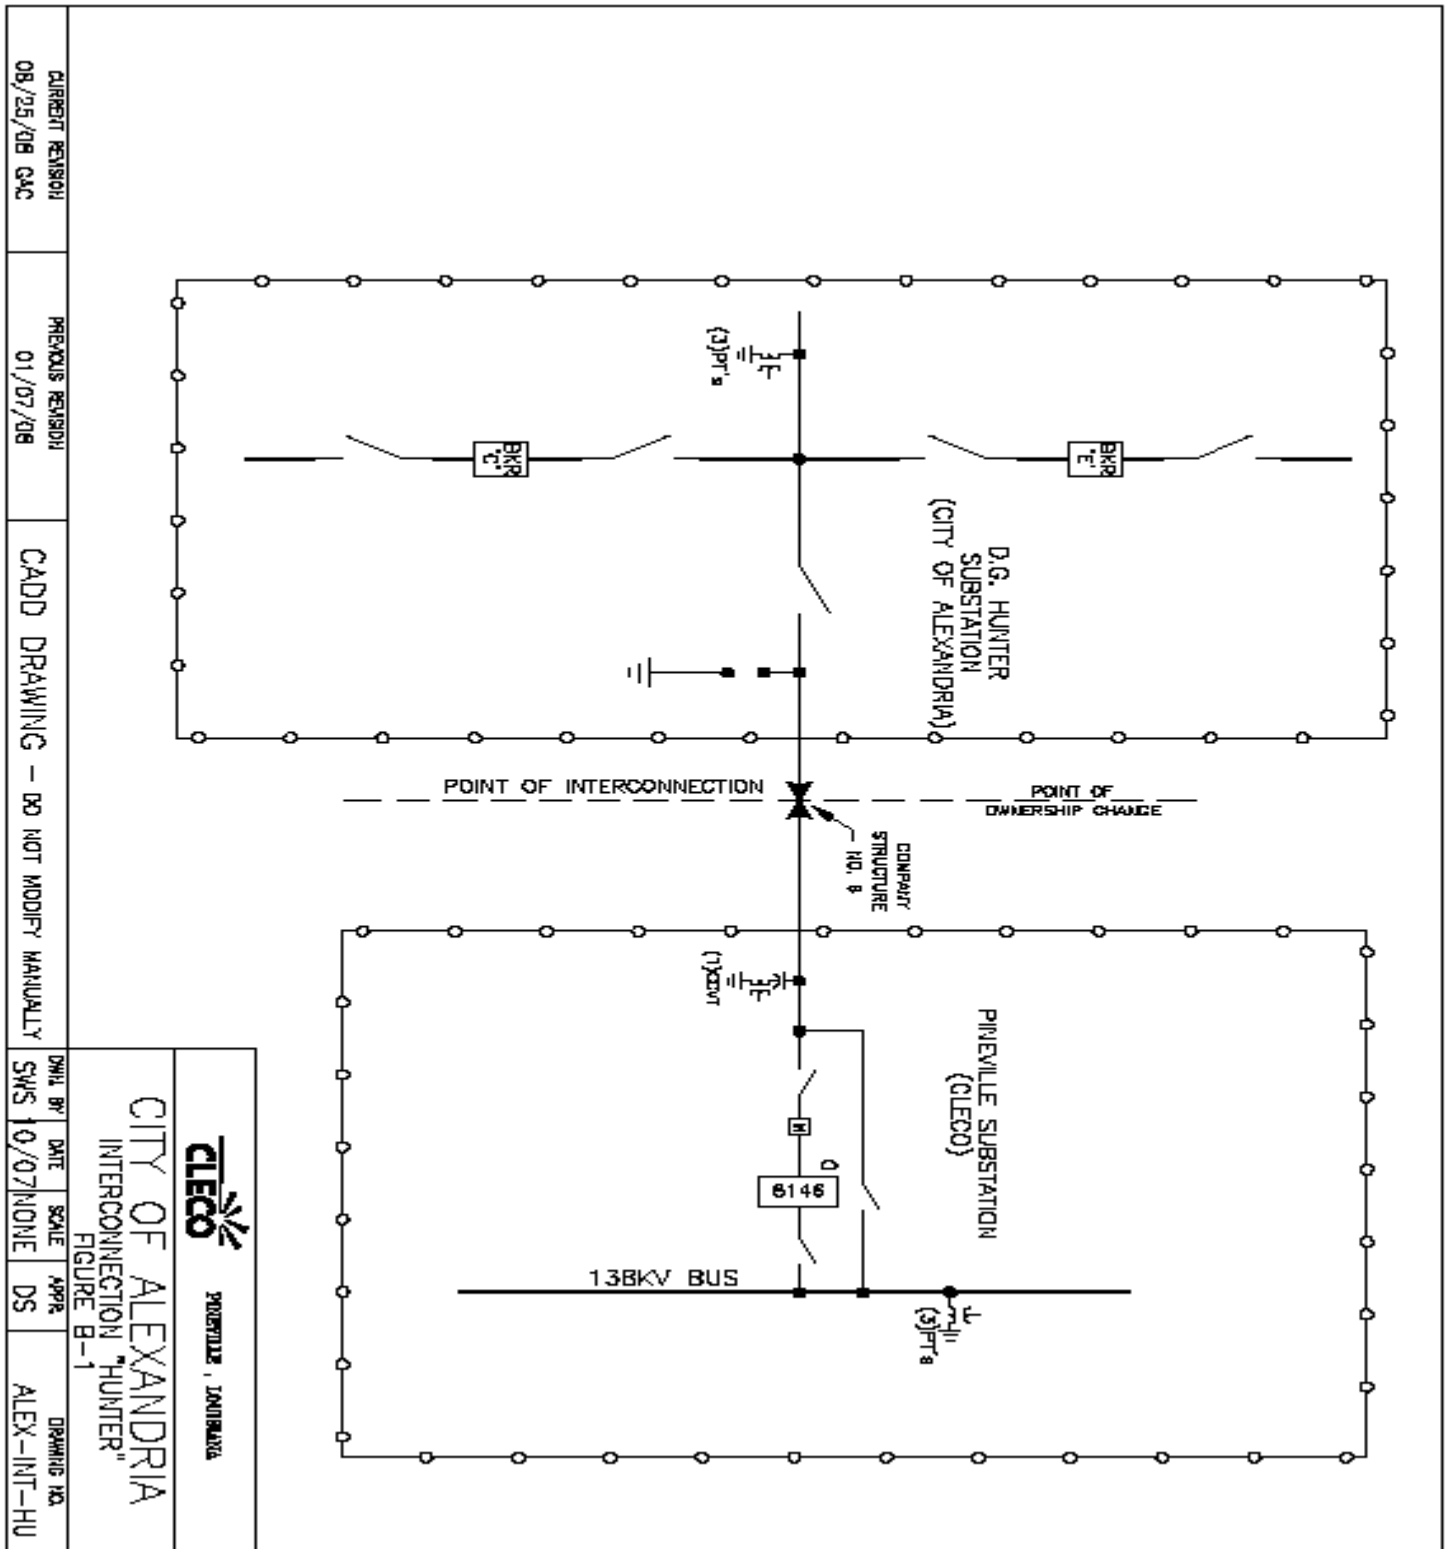 (3)PT's
BKR
"C"
BKR
"E"
D.G. HUNTER
SUBSTATION
(CITY OF ALEXANDRIA)
POINT OF INTERCONNECTION
POINT OF
OWNERSHIP CHANGE
COMPANY
STRUCTURE
NO. 8
(1)CCVT
PINEVILLE SUBSTATION
(CLECO)
M
6146
138KV BUS
(3)PT's
CLECO
PINEVILLE , LOUISIANA
CITY OF ALEXANDRIA
INTERCONNECTION "HUNTER"
FIGURE B-1
CURRENT REVISION
08/25/08 GAC
PREVIOUS REVISION
01/07/08
CADD DRAWING - DO NOT MODIFY MANUALLY
DWN. BY
SWS
DATE
10/07
SCALE
NONE
APPR.
DS
DRAWING NO.
ALEX-INT-HU